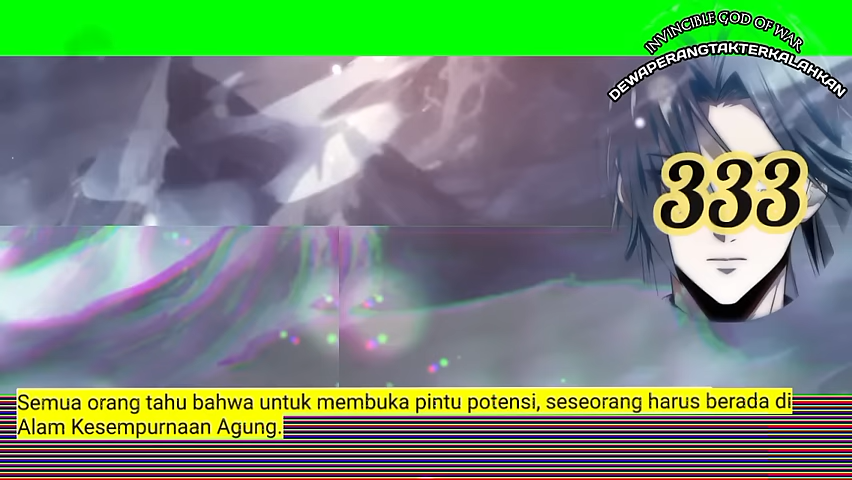 INVINCIBLE GOD OF WAR
DEWAPERANGTAKTERKALAHKAN
333
Semua orang tahu bahwa untuk membuka pintu potensi, seseorang harus berada di
Alam Kesempurnaan Agung.